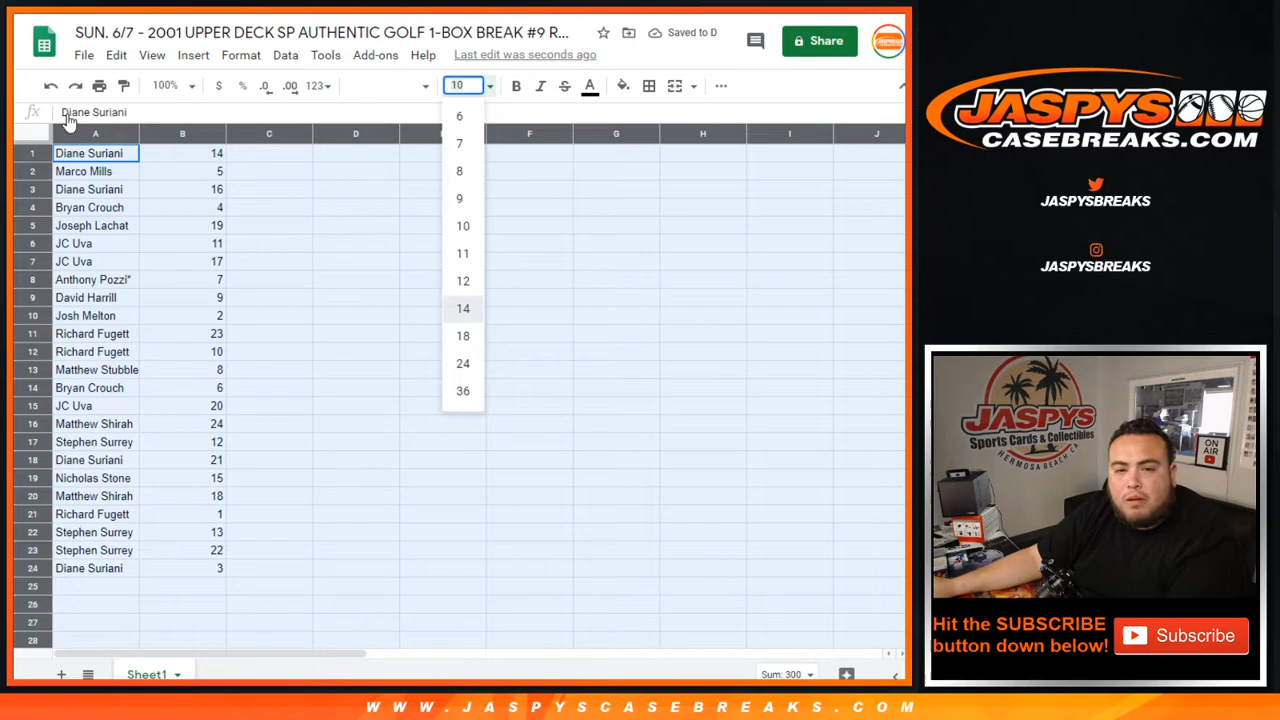 SUN. 6/7 - 2001 UPPER DECK SP AUTHENTIC GOLF 1-BOX BREAK #9 R...
Saved to D
Share
File Edit View Insert Format Data Tools Add-ons Help Last edit was seconds ago
100% $ % .0 .00 123 10 B I S A
fx Diane Suriani
A B C D E F G H I J
1 Diane Suriani 14
2 Marco Mills 5
3 Diane Suriani 16
4 Bryan Crouch 4
5 Joseph Lachat 19
6 JC Uva 11
7 JC Uva 17
8 Anthony Pozzi* 7
9 David Harrill 9
10 Josh Melton 2
11 Richard Fugett 23
12 Richard Fugett 10
13 Matthew Stubble 8
14 Bryan Crouch 6
15 JC Uva 20
16 Matthew Shirah 24
17 Stephen Surrey 12
18 Diane Suriani 21
19 Nicholas Stone 15
20 Matthew Shirah 18
21 Richard Fugett 1
22 Stephen Surrey 13
23 Stephen Surrey 22
24 Diane Suriani 3
25
26
27
28
6
7
8
9
10
11
12
14
18
24
36
Sheet1
Sum: 300
JASPYS
CASEBREAKS.COM
JASPYSBREAKS
JASPYSBREAKS
JASPYS
Sports Cards & Collectibles
HERMOSA BEACH, CA
ON
AIR
Hit the SUBSCRIBE
button down below!
Subscribe
WWW.JASPYSCASEBREAKS.COM